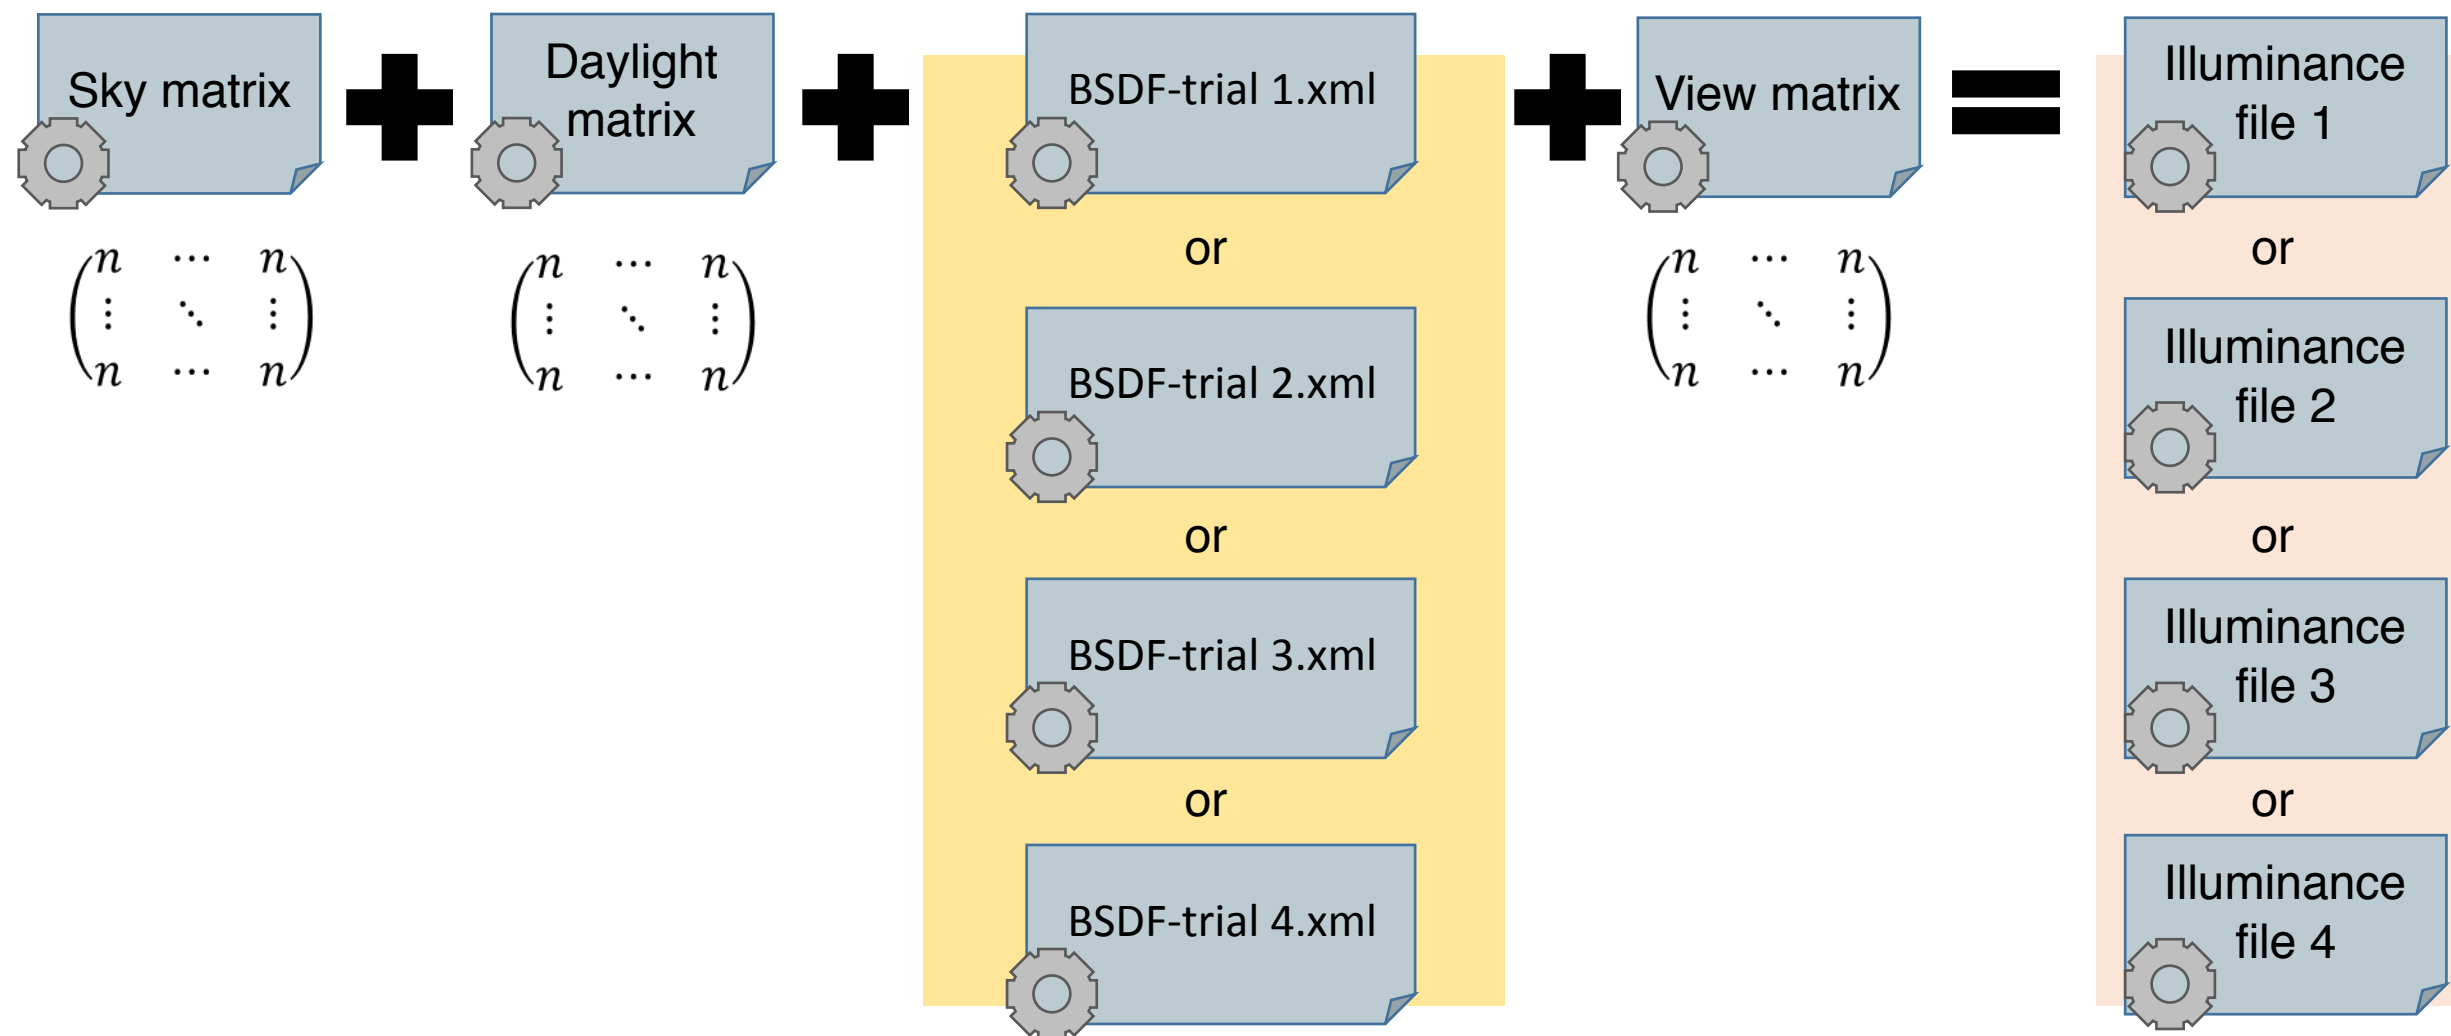 Sky matrix
Daylight
matrix
BSDF-trial 1.xml
View matrix
Illuminance
file 1
n ⋯ n
⋮ ⋱ ⋮
n ⋯ n
n ⋯ n
⋮ ⋱ ⋮
n ⋯ n
or
n ⋯ n
⋮ ⋱ ⋮
n ⋯ n
or
BSDF-trial 2.xml
Illuminance
file 2
or
or
BSDF-trial 3.xml
Illuminance
file 3
or
or
BSDF-trial 4.xml
Illuminance
file 4